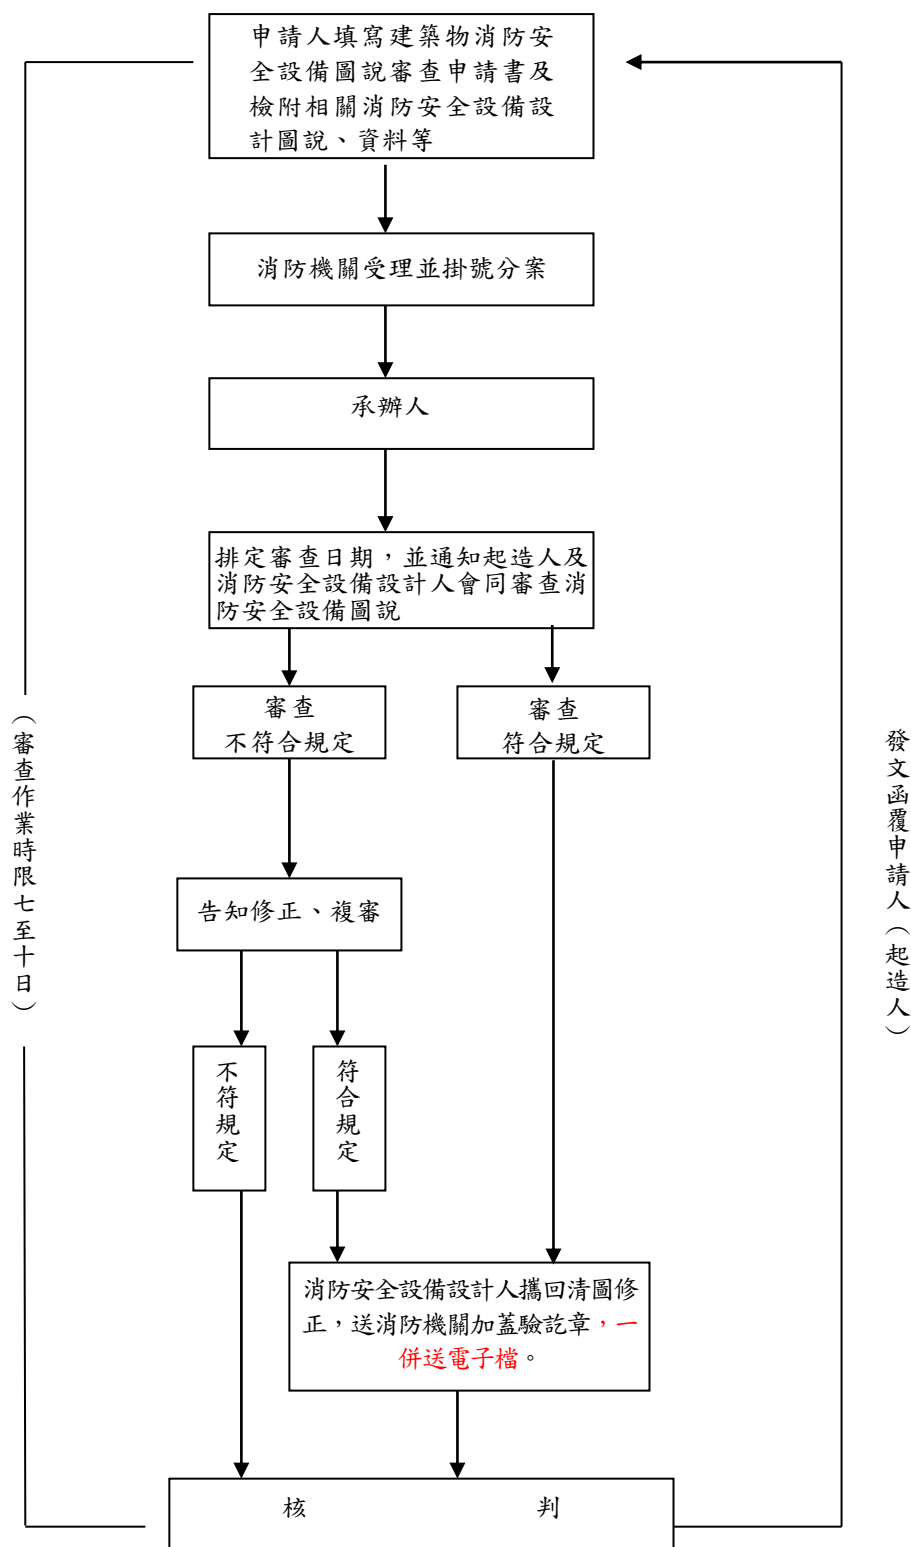 申請人填寫建築物消防安
全設備圖說審查申請書及
檢附相關消防安全設備設
計圖說、資料等
消防機關受理並掛號分案
承辦人
排定審查日期，並通知起造人及
消防安全設備設計人會同審查消
防安全設備圖說
審查
不符合規定
審查
符合規定
（審查作業時限七至十日）
發文函覆申請人（起造人）
告知修正、複審
不符規定
符合規定
消防安全設備設計人攜回清圖修
正，送消防機關加蓋驗訖章，一
併送電子檔。
核 判